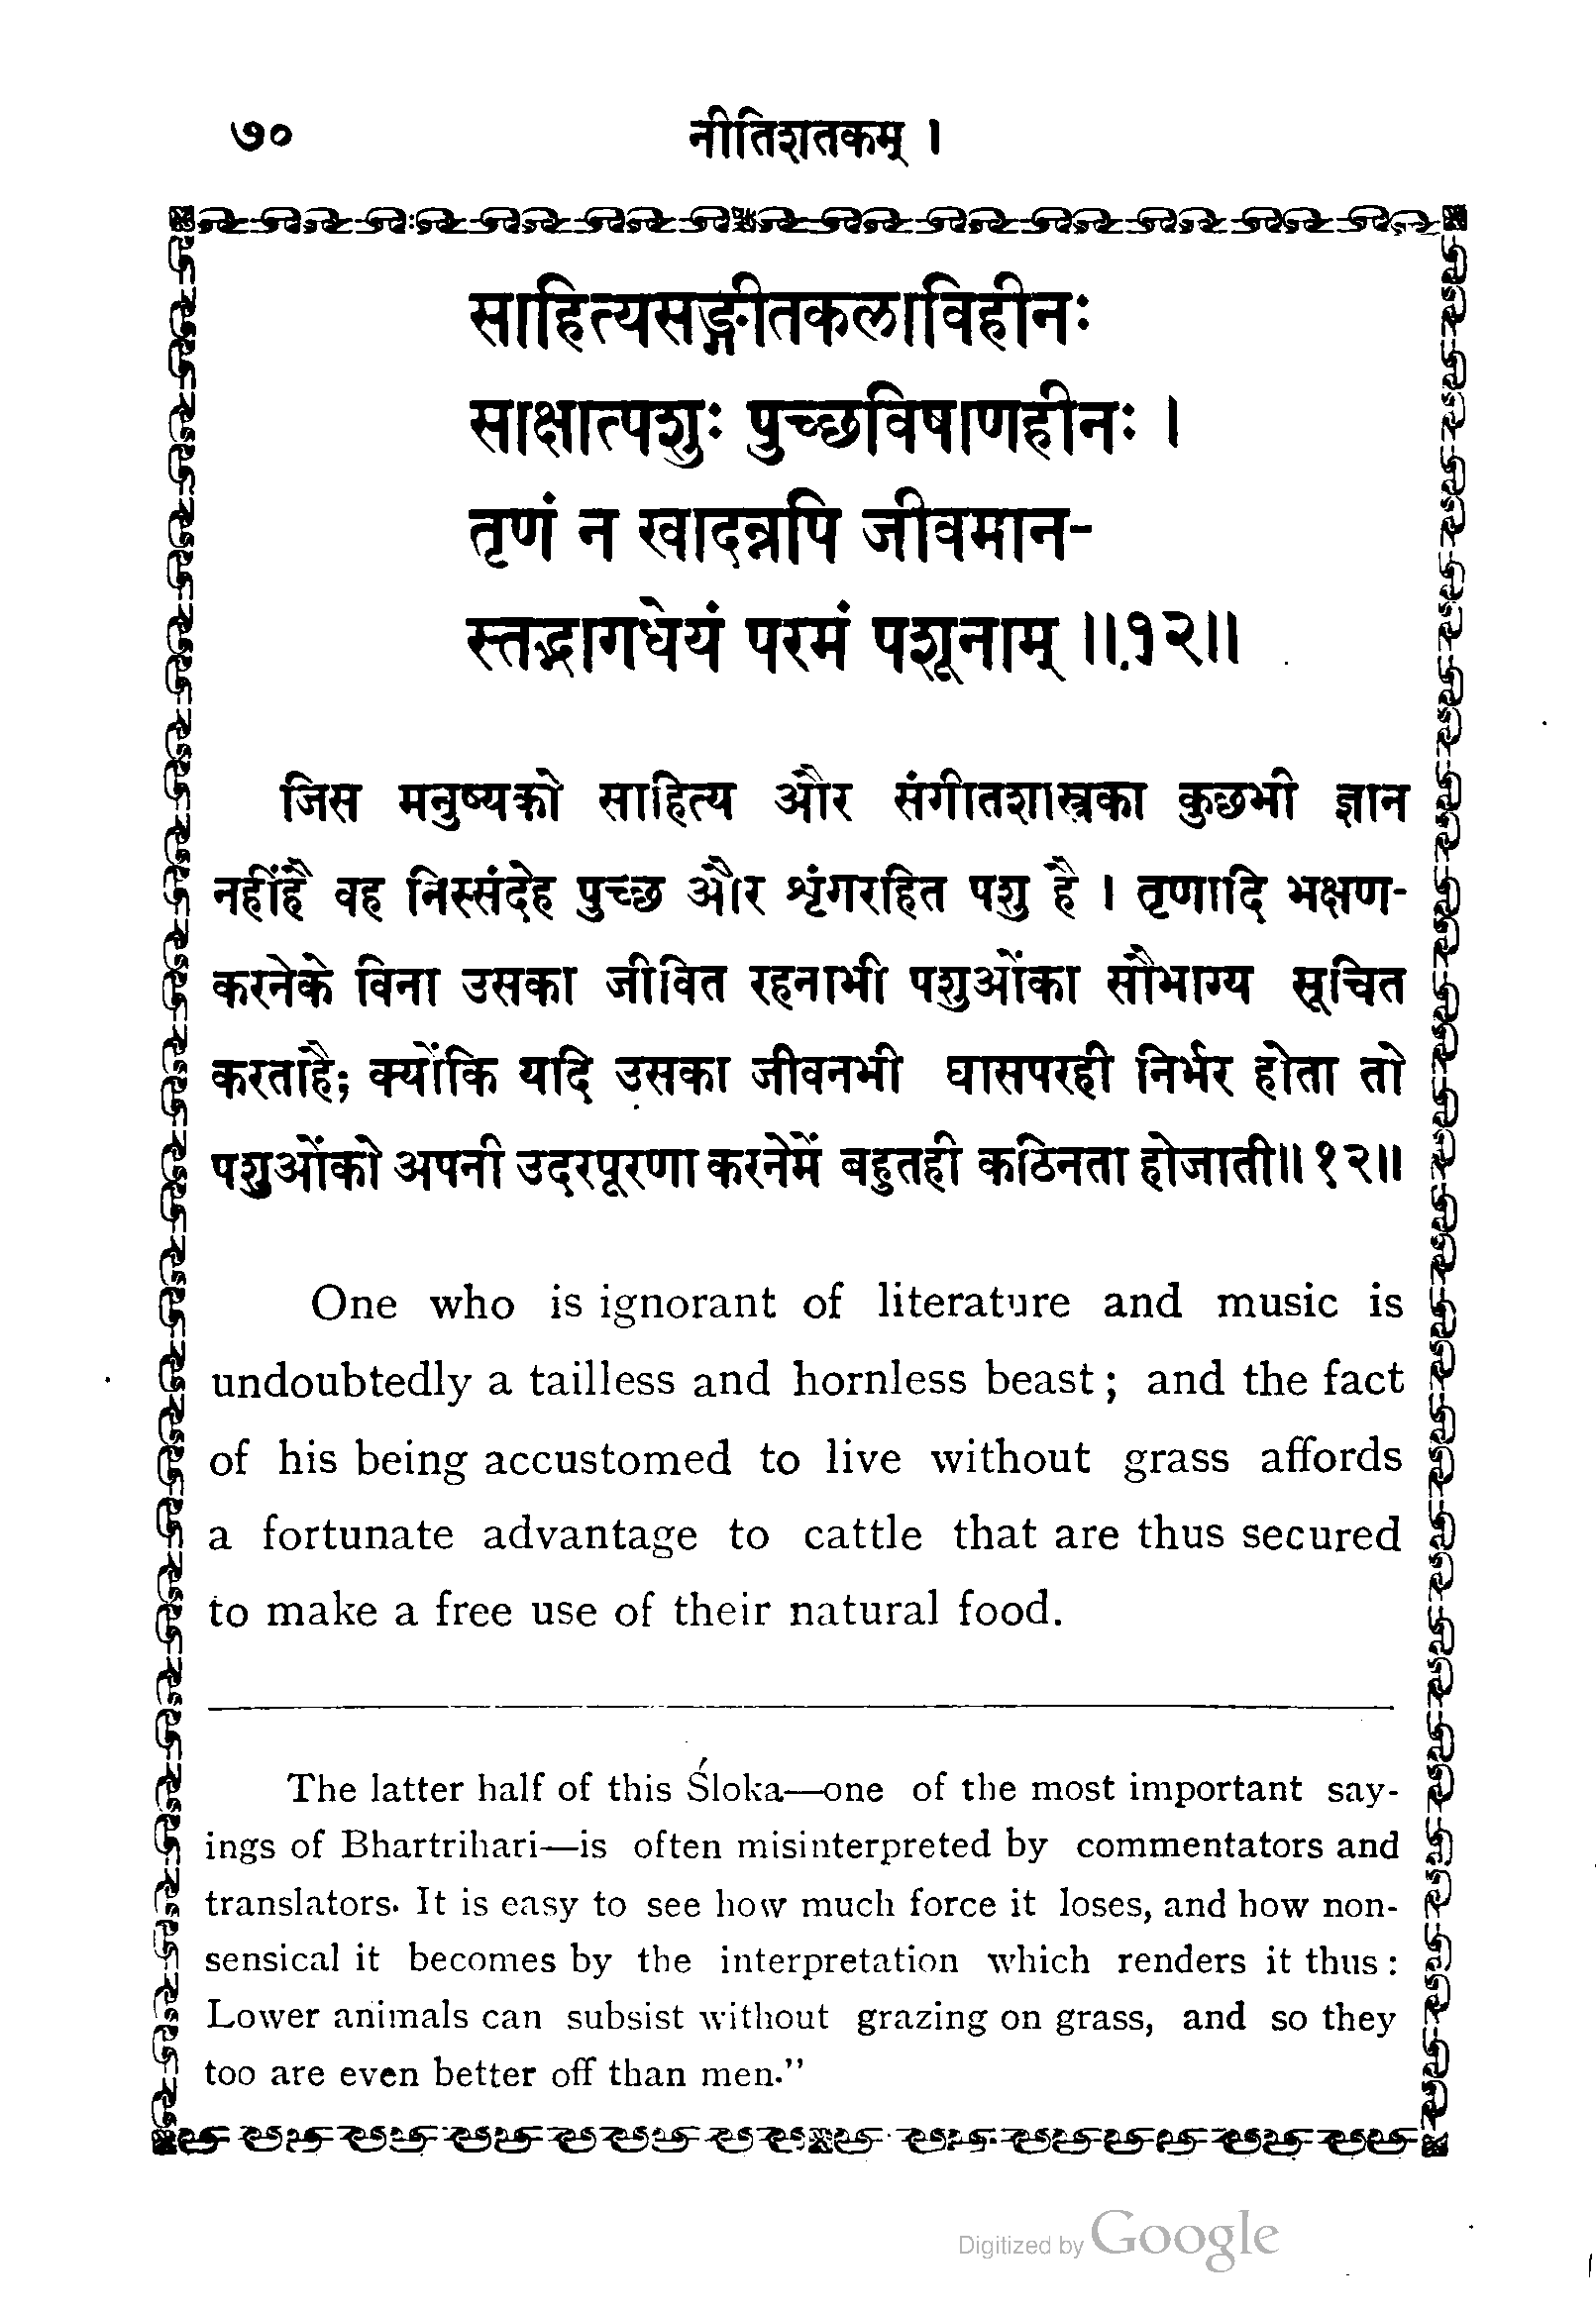 ७०
नीतिशतकम् ।
साहित्यसङ्गीतकलाविहीनः
साक्षात्पशुः पुच्छविषाणहीनः ।
तृणं न खादन्नपि जीवमान-
स्तद्भागधेयं परमं पशूनाम् ॥१२॥
जिस मनुष्यको साहित्य और संगीतशास्त्रका कुछभी ज्ञान
नहींहै वह निस्संदेह पुच्छ और शृंगरहित पशु है । तृणादि भक्षण-
करनेके विना उसका जीवित रहनाभी पशुओंका सौभाग्य सूचित
करताहै; क्योंकि यदि उसका जीवनभी घासपरही निर्भर होता तो
पशुओंको अपनी उदरपूरणा करनेमें बहुतही कठिनता होजाती॥१२॥
One who is ignorant of literature and music is
undoubtedly a tailless and hornless beast ; and the fact
of his being accustomed to live without grass affords
a fortunate advantage to cattle that are thus secured
to make a free use of their natural food.
The latter half of this Śloka—one of the most important say-
ings of Bhartrihari—is often misinterpreted by commentators and
translators. It is easy to see how much force it loses, and how non-
sensical it becomes by the interpretation which renders it thus :
Lower animals can subsist without grazing on grass, and so they
too are even better off than men.”
Digitized by Google